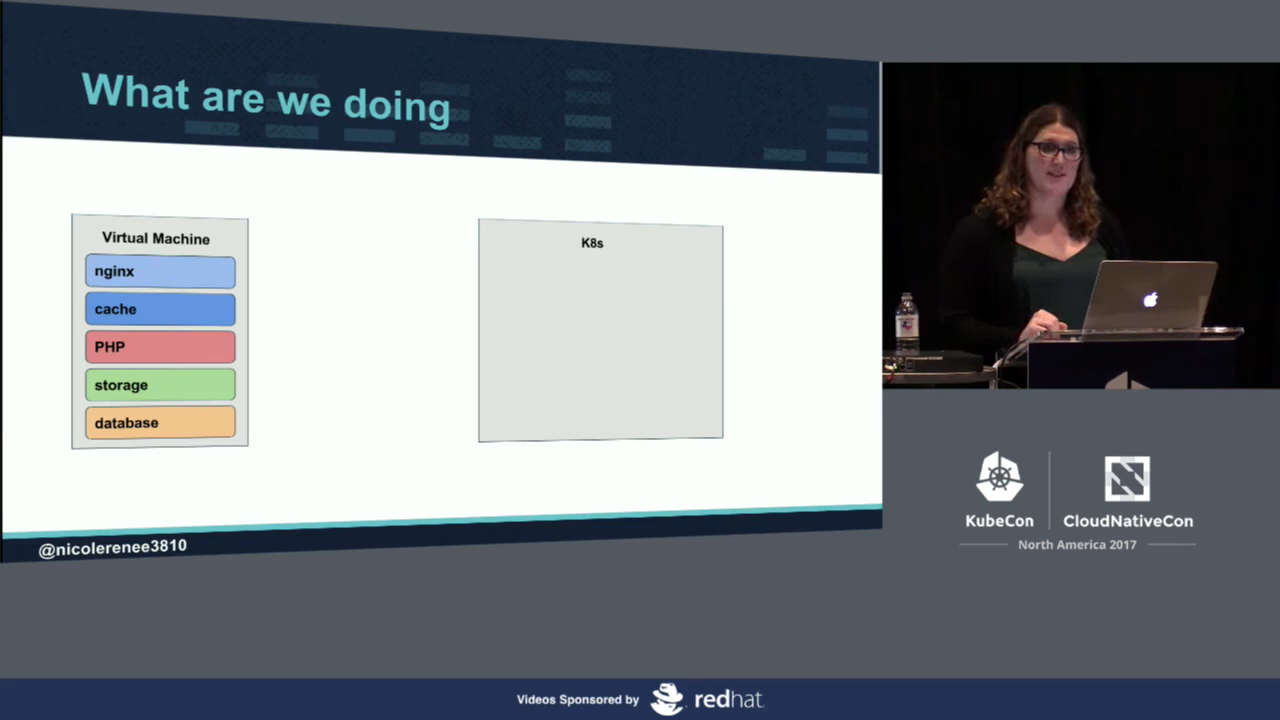 What are we doing
Virtual Machine
nginx
cache
PHP
storage
database
K8s
@nicolerenee3810
KubeCon
CloudNativeCon
North America 2017
Videos Sponsored by
redhat